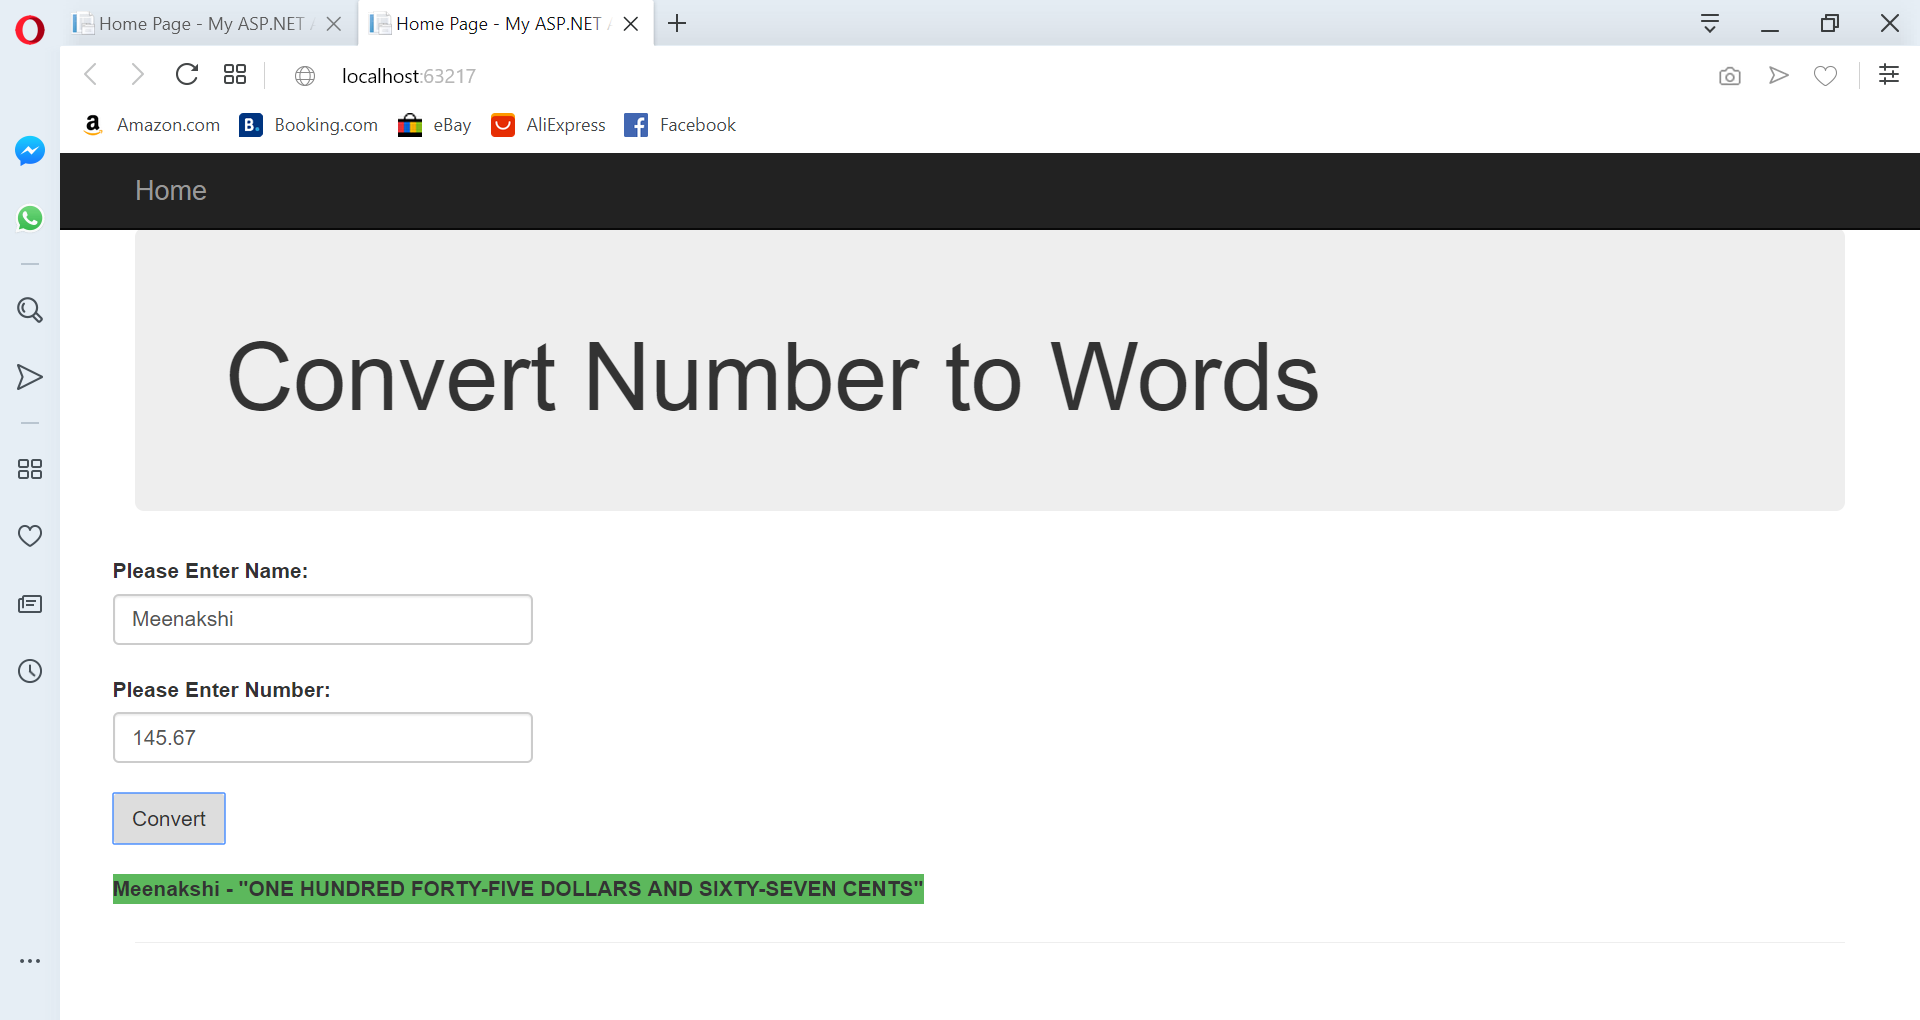 Home Page - My ASP.NET
Home Page - My ASP.NET
localhost:63217
a Amazon.com B. Booking.com eBay AliExpress f Facebook
Home
Convert Number to Words
Please Enter Name:
Meenakshi
Please Enter Number:
145.67
Convert
Meenakshi - "ONE HUNDRED FORTY-FIVE DOLLARS AND SIXTY-SEVEN CENTS"